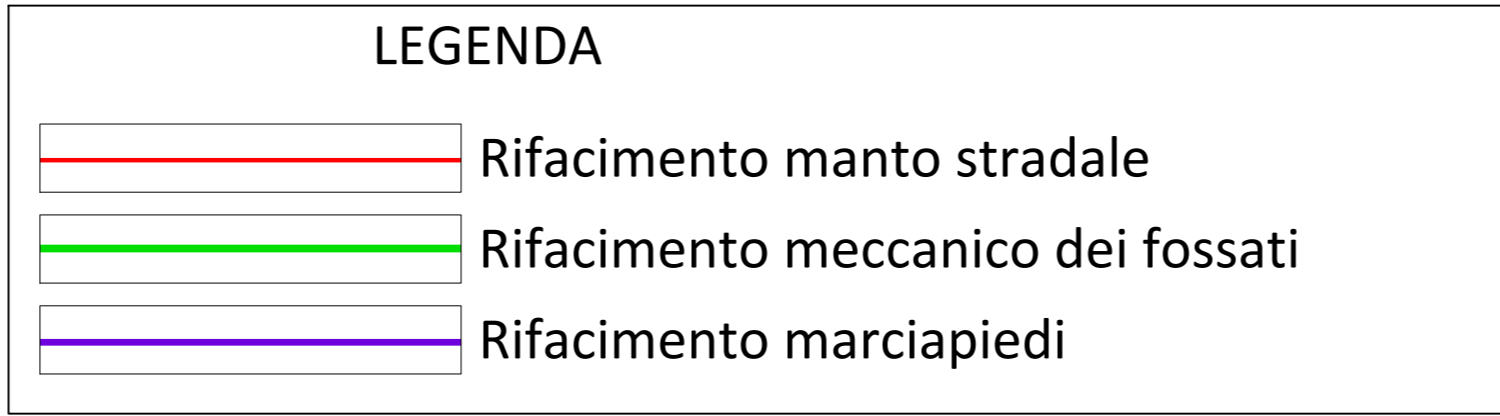 LEGENDA
Rifacimento manto stradale
Rifacimento meccanico dei fossati
Rifacimento marciapiedi